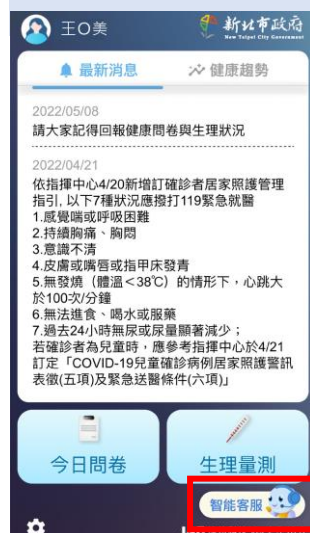 王O美
新北市政府
New Taipei City Government
最新消息
健康趨勢
2022/05/08
請大家記得回報健康問卷與生理狀況
2022/04/21
依指揮中心4/20新增訂確診者居家照護管理
指引, 以下7種狀況應撥打119緊急就醫
1.感覺喘或呼吸困難
2.持續胸痛、胸悶
3.意識不清
4.皮膚或嘴唇或指甲床發青
5.無發燒（體溫＜38℃）的情形下，心跳大
於100次/分鐘
6.無法進食、喝水或服藥
7.過去24小時無尿或尿量顯著減少；
若確診者為兒童時，應參考指揮中心於4/21
訂定「COVID-19兒童確診病例居家照護警訊
表徵(五項)及緊急送醫條件(六項)」
今日問卷
生理量測
智能客服